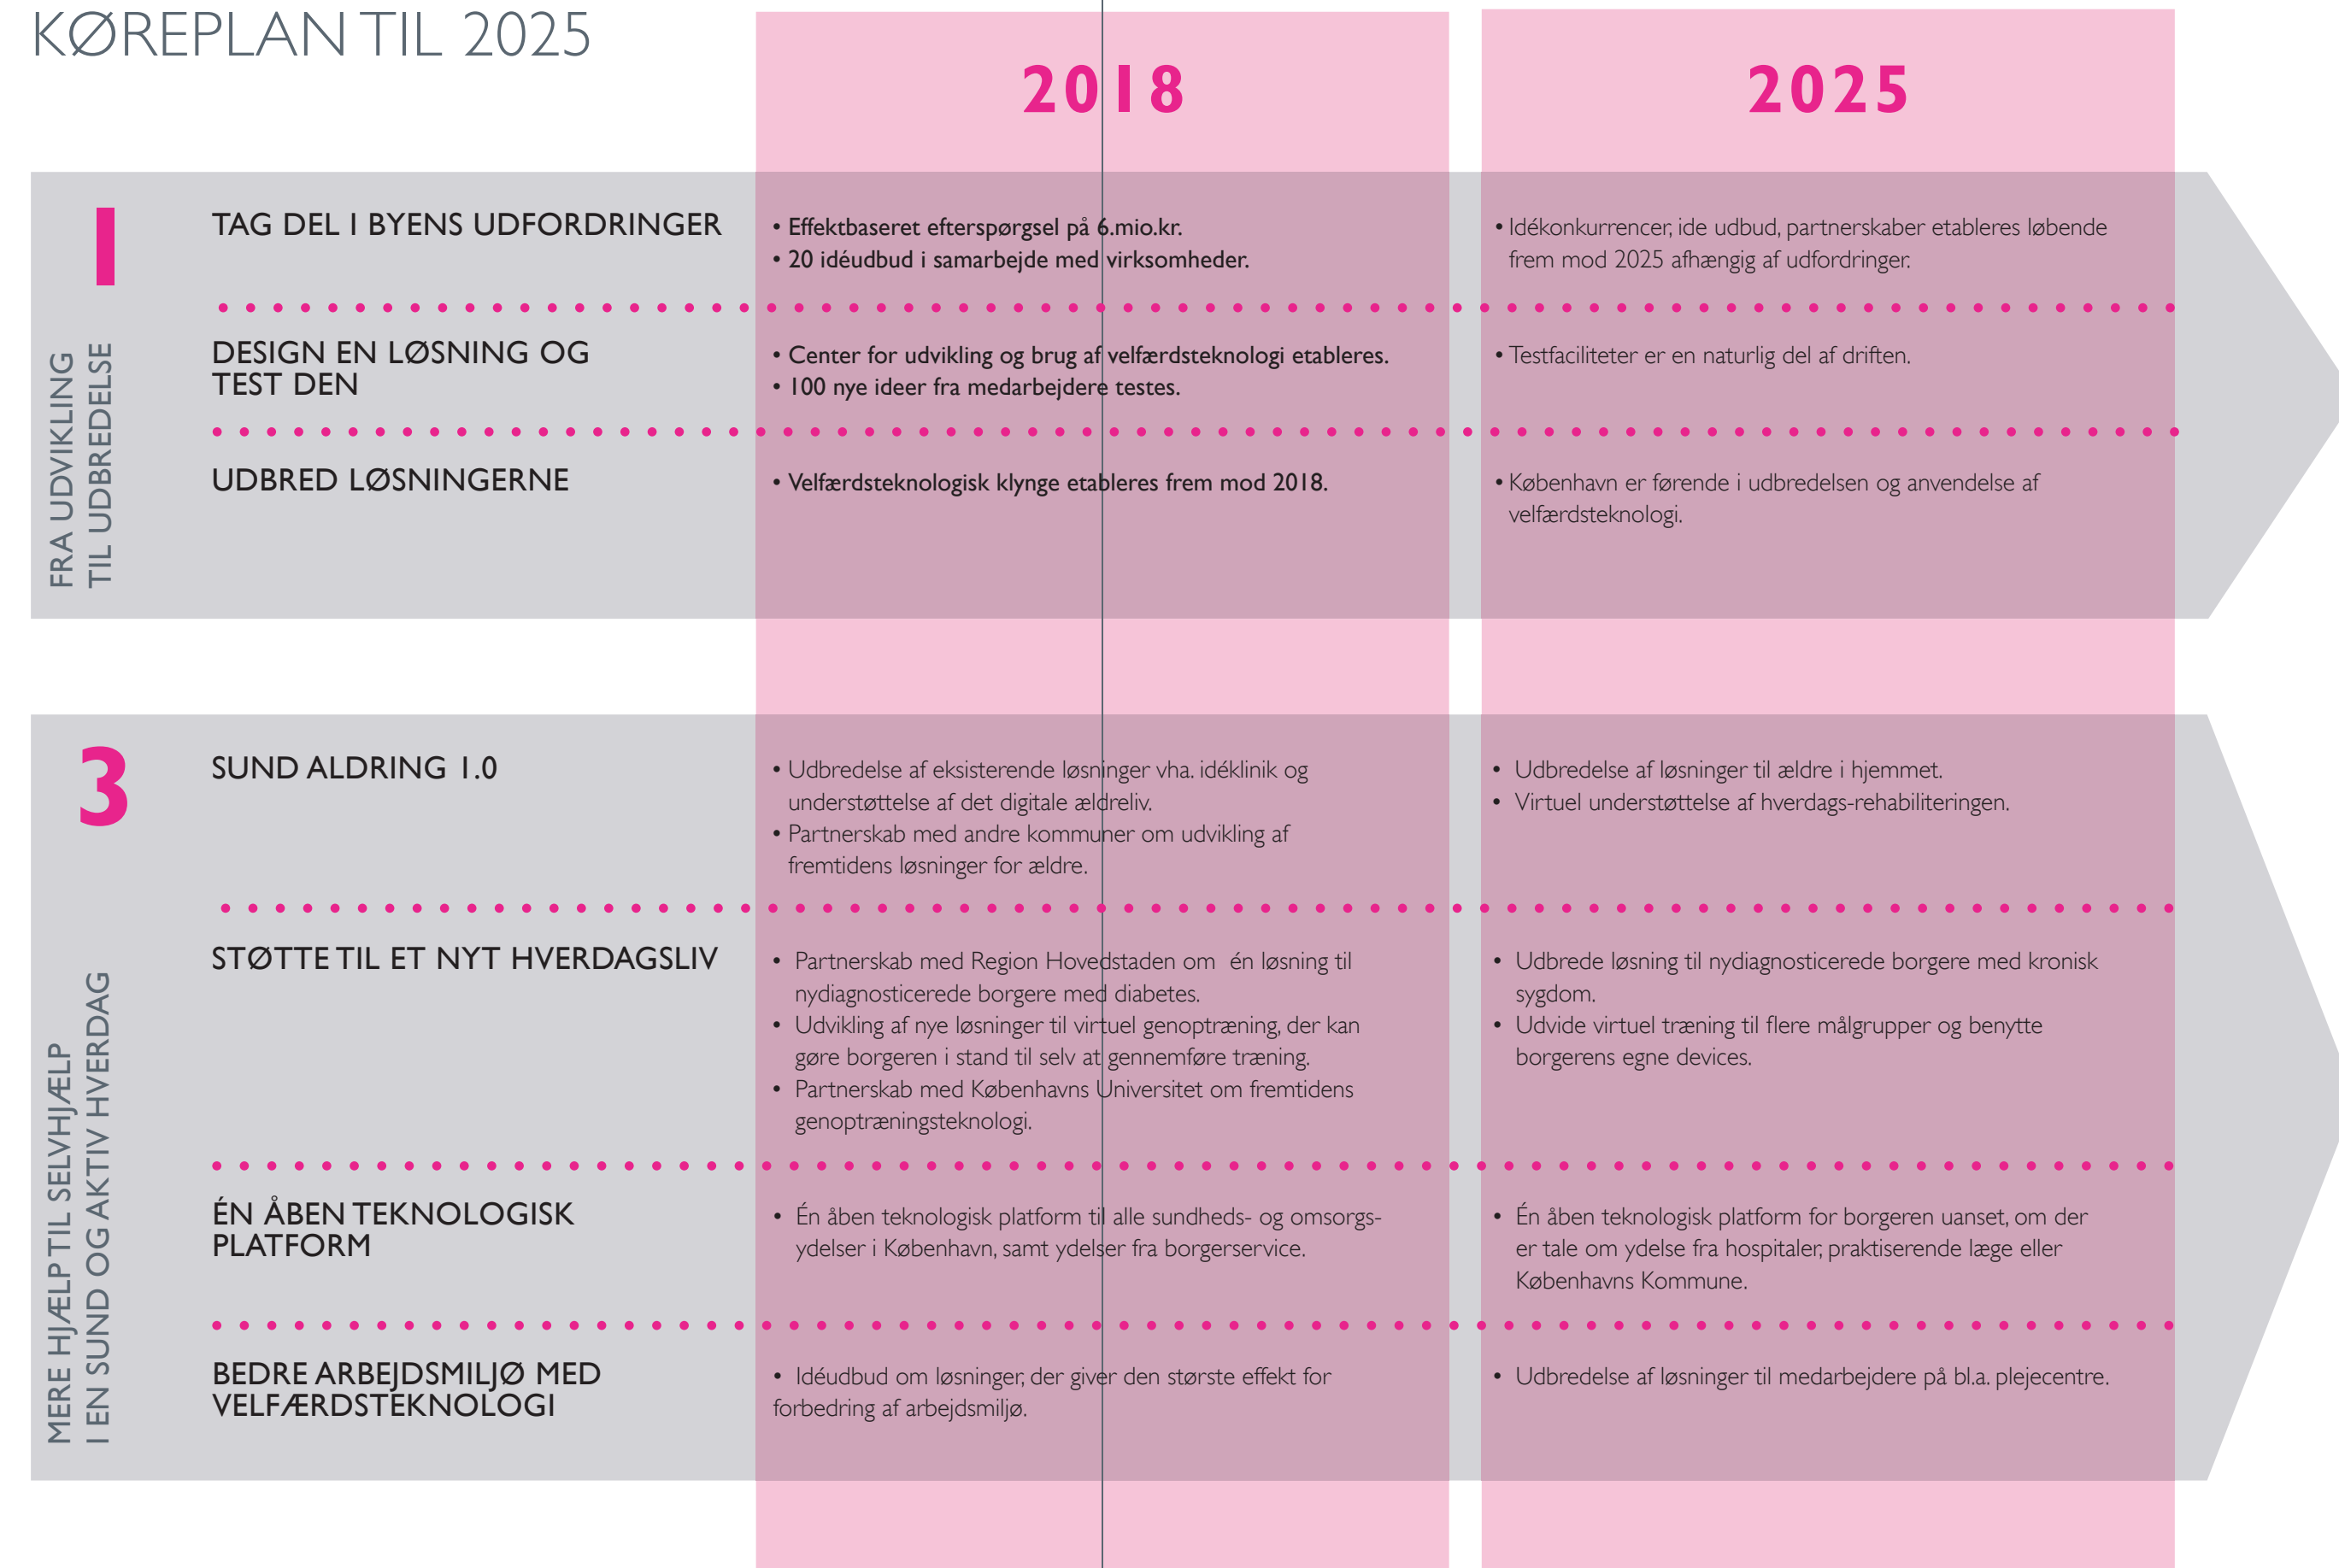 KØREPLAN TIL 2025
2018
2025
1
FRA UDVIKLING
TIL UDBREDELSE
TAG DEL I BYENS UDFORDRINGER
• Effektbaseret efterspørgsel på 6.mio.kr.
• 20 idéudbud i samarbejde med virksomheder.
• Idékonkurrencer, ide udbud, partnerskaber etableres løbende
frem mod 2025 afhængig af udfordringer.
DESIGN EN LØSNING OG
TEST DEN
• Center for udvikling og brug af velfærdsteknologi etableres.
• 100 nye ideer fra medarbejdere testes.
• Testfaciliteter er en naturlig del af driften.
UDBRED LØSNINGERNE
• Velfærdsteknologisk klynge etableres frem mod 2018.
• København er førende i udbredelsen og anvendelse af
velfærdsteknologi.
3
MERE HJÆLP TIL SELVHJÆLP
I EN SUND OG AKTIV HVERDAG
SUND ALDRING 1.0
• Udbredelse af eksisterende løsninger vha. idéklinik og
understøttelse af det digitale ældreliv.
• Partnerskab med andre kommuner om udvikling af
fremtidens løsninger for ældre.
• Udbredelse af løsninger til ældre i hjemmet.
• Virtuel understøttelse af hverdags-rehabiliteringen.
STØTTE TIL ET NYT HVERDAGSLIV
• Partnerskab med Region Hovedstaden om én løsning til
nydiagnosticerede borgere med diabetes.
• Udvikling af nye løsninger til virtuel genoptræning, der kan
gøre borgeren i stand til selv at gennemføre træning.
• Partnerskab med Københavns Universitet om fremtidens
genoptræningsteknologi.
• Udbrede løsning til nydiagnosticerede borgere med kronisk
sygdom.
• Udvide virtuel træning til flere målgrupper og benytte
borgerens egne devices.
ÉN ÅBEN TEKNOLOGISK
PLATFORM
• Én åben teknologisk platform til alle sundheds- og omsorgs-
ydelser i København, samt ydelser fra borgerservice.
• Én åben teknologisk platform for borgeren uanset, om der
er tale om ydelse fra hospitaler, praktiserende læge eller
Københavns Kommune.
BEDRE ARBEJDSMILJØ MED
VELFÆRDSTEKNOLOGI
• Idéudbud om løsninger, der giver den største effekt for
forbedring af arbejdsmiljø.
• Udbredelse af løsninger til medarbejdere på bl.a. plejecentre.